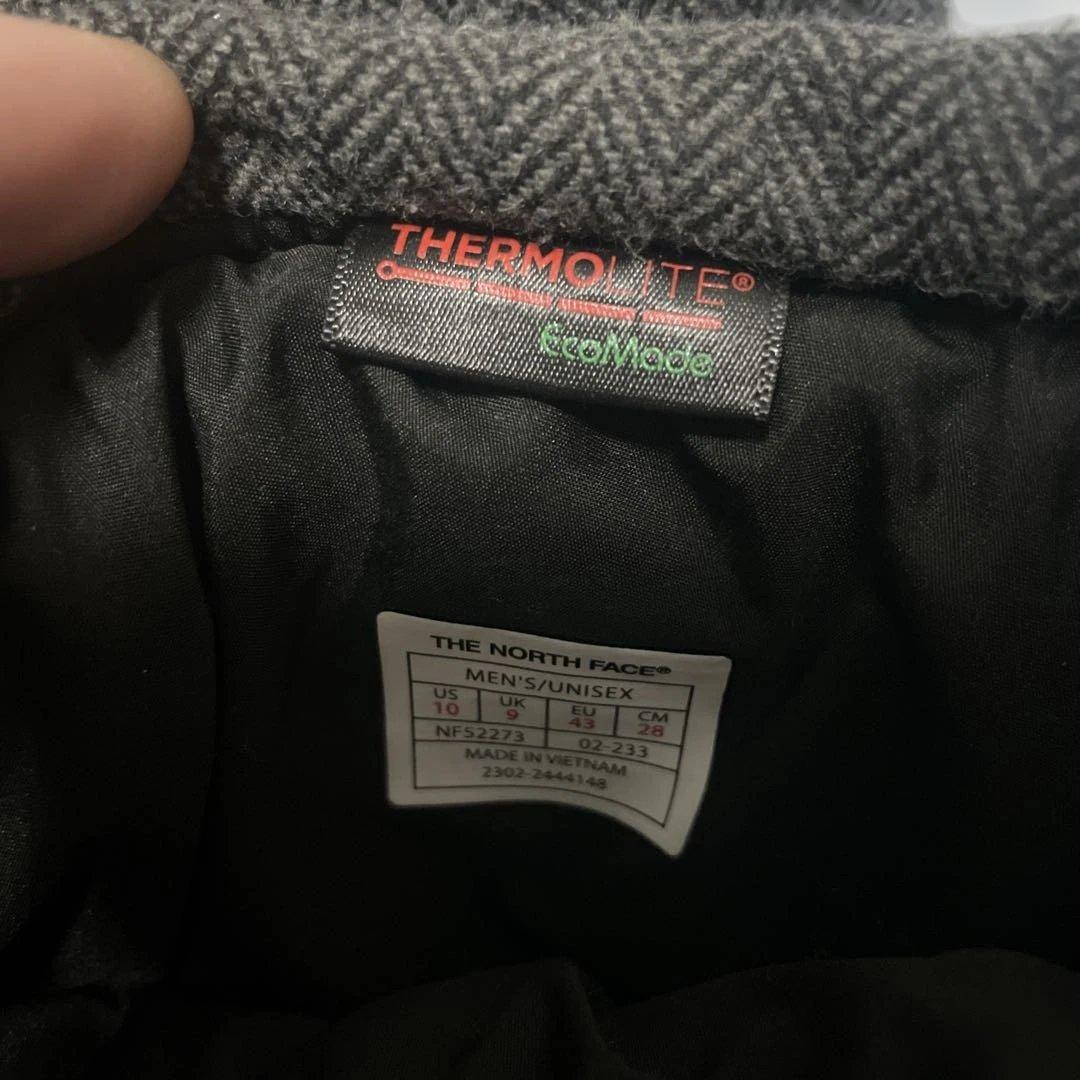 THERMOLITE®
EcoMade
THE NORTH FACE®
MEN'S/UNISEX
US UK EU CM
10 9 43 28
NF52273 02-233
MADE IN VIETNAM
2302-2444148